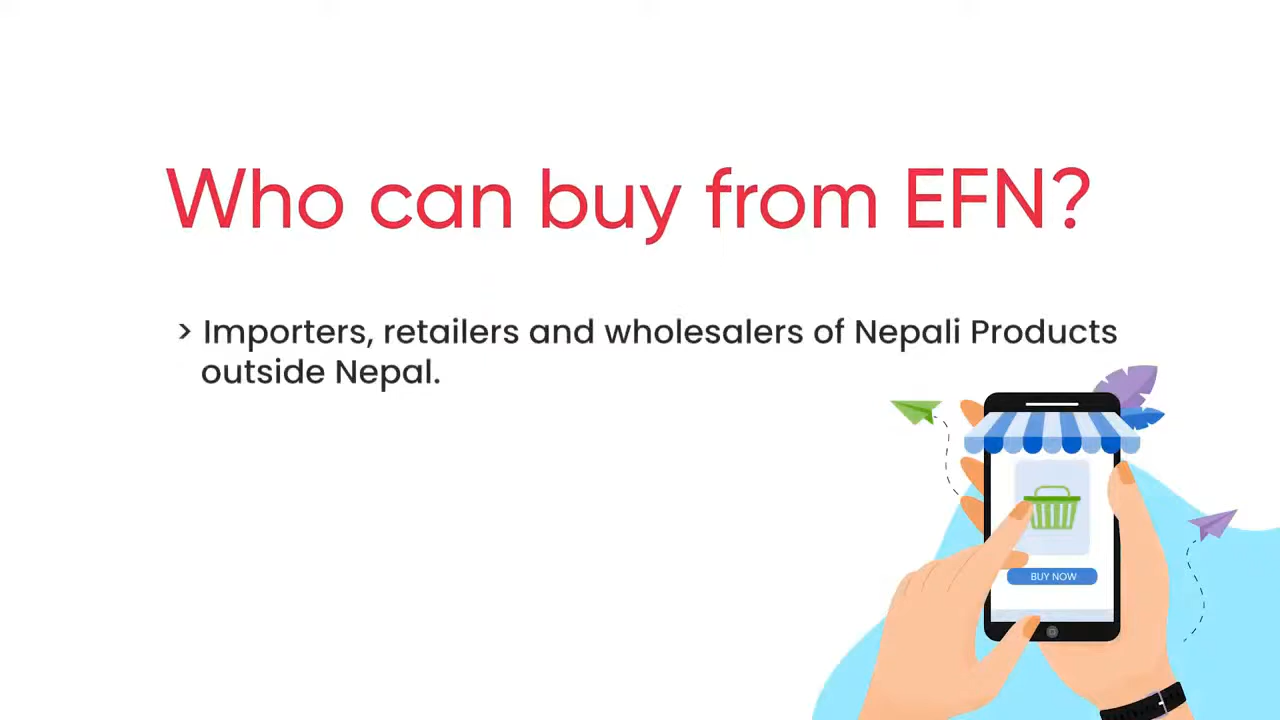 Who can buy from EFN?
> Importers, retailers and wholesalers of Nepali Products
outside Nepal.
BUY NOW